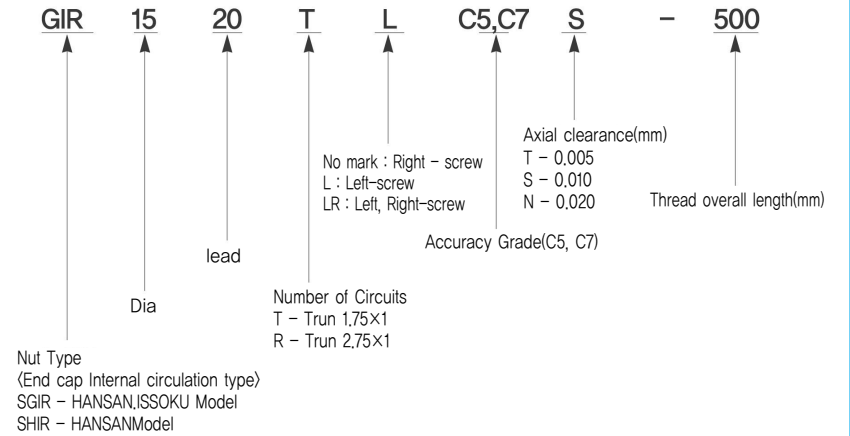 GIR 15 20 T L C5,C7 S - 500
Axial clearance(mm)
T - 0.005
S - 0.010
N - 0.020
No mark : Right - screw
L : Left-screw
LR : Left, Right-screw
Thread overall length(mm)
Accuracy Grade(C5, C7)
lead
Dia
Number of Circuits
T - Trun 1.75×1
R - Trun 2.75×1
Nut Type
〈End cap Internal circulation type〉
SGIR - HANSAN.ISSOKU Model
SHIR - HANSANModel